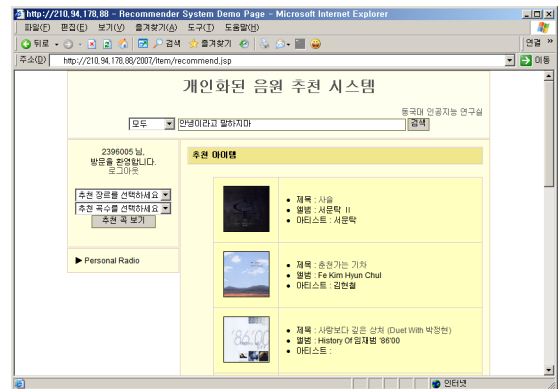 http://210.94.178.88 - Recommender System Demo Page - Microsoft Internet Explorer
파일(F) 편집(E) 보기(V) 즐겨찾기(A) 도구(T) 도움말(H)
뒤로 검색 즐겨찾기 연결 »
주소(D) http://210.94.178.88/2007/item/recommend.jsp 이동
개인화된 음원 추천 시스템
동국대 인공지능 연구실
모두 안녕이라고 말하지마 검색
2396005 님,
방문을 환영합니다.
로그아웃
추천 장르를 선택하세요
추천 곡수를 선택하세요
추천 곡 보기
▶ Personal Radio
추천 아이템
• 제목 : 사슬
• 앨범 : 서문탁 II
• 아티스트 : 서문탁
• 제목 : 춘천가는 기차
• 앨범 : Fe Kim Hyun Chul
• 아티스트 : 김현철
'86'00
• 제목 : 사랑보다 깊은 상처 (Duet With 박정현)
• 앨범 : History Of 임재범 '86'00
• 아티스트 :
인터넷